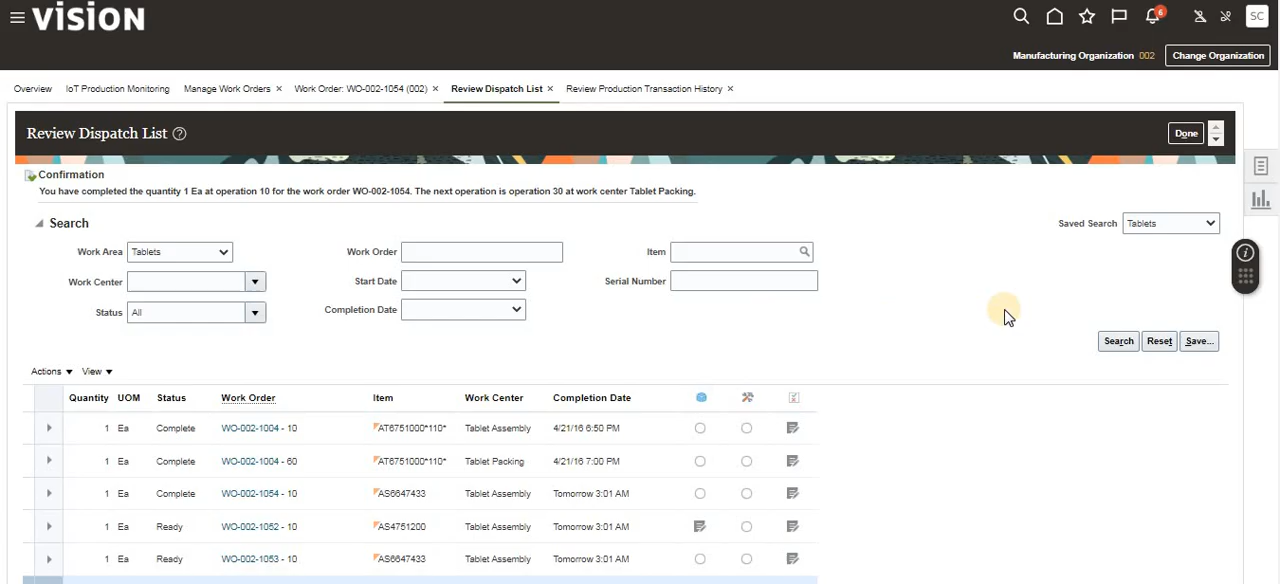 vision
6
SC
Manufacturing Organization 002 Change Organization
Overview IoT Production Monitoring Manage Work Orders × Work Order: WO-002-1054 (002) × Review Dispatch List × Review Production Transaction History ×
Review Dispatch List ? Done
Confirmation
You have completed the quantity 1 Ea at operation 10 for the work order WO-002-1054. The next operation is operation 30 at work center Tablet Packing.
Search Saved Search Tablets
Work Area Tablets Work Order Item
Work Center Start Date Serial Number
Status All Completion Date
Search Reset Save...
Actions View
Quantity UOM Status Work Order Item Work Center Completion Date
1 Ea Complete WO-002-1004 - 10 AT6751000*110* Tablet Assembly 4/21/16 6:50 PM
1 Ea Complete WO-002-1004 - 60 AT6751000*110* Tablet Packing 4/21/16 7:00 PM
1 Ea Complete WO-002-1054 - 10 AS6647433 Tablet Assembly Tomorrow 3:01 AM
1 Ea Ready WO-002-1052 - 10 AS4751200 Tablet Assembly Tomorrow 3:01 AM
1 Ea Ready WO-002-1053 - 10 AS6647433 Tablet Assembly Tomorrow 3:01 AM